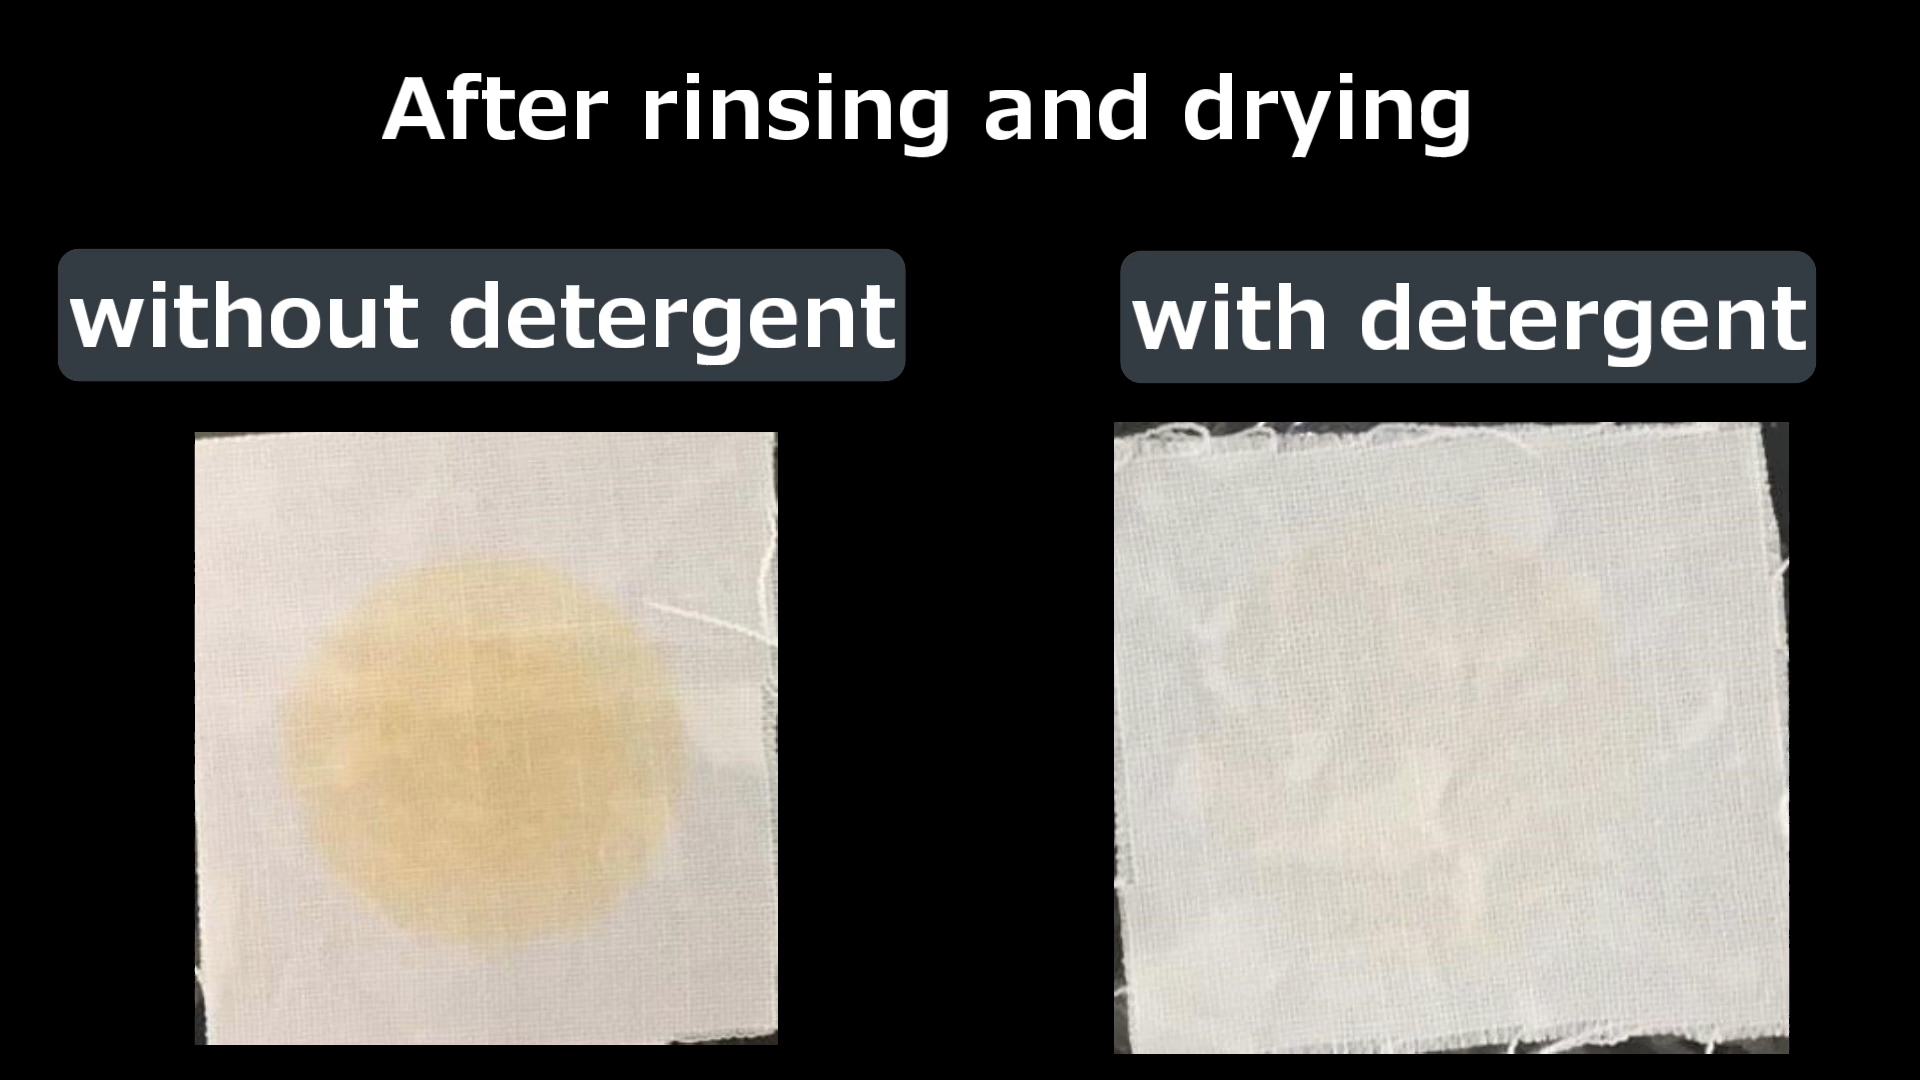 After rinsing and drying
without detergent
with detergent